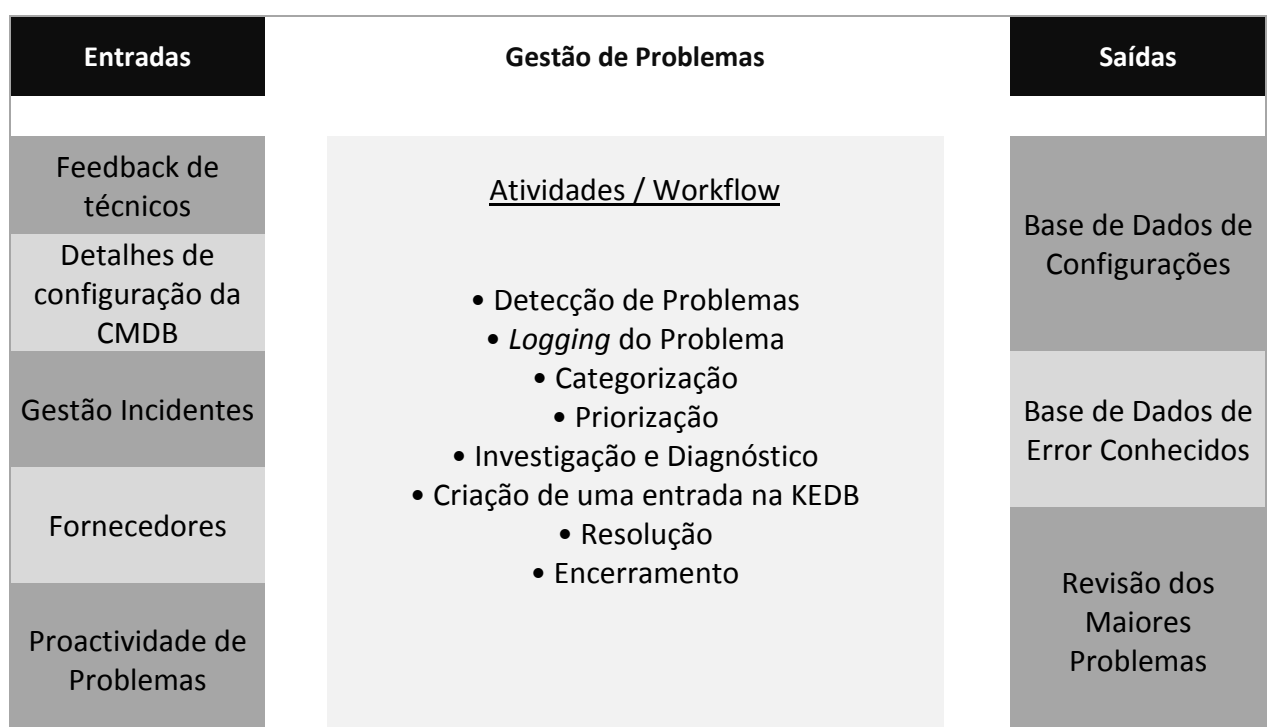 Entradas
Gestão de Problemas
Saídas
Feedback de
técnicos
Detalhes de
configuração da
CMDB
Gestão Incidentes
Fornecedores
Proactividade de
Problemas
Atividades / Workflow
• Detecção de Problemas
• Logging do Problema
• Categorização
• Priorização
• Investigação e Diagnóstico
• Criação de uma entrada na KEDB
• Resolução
• Encerramento
Base de Dados de
Configurações
Base de Dados de
Error Conhecidos
Revisão dos
Maiores
Problemas